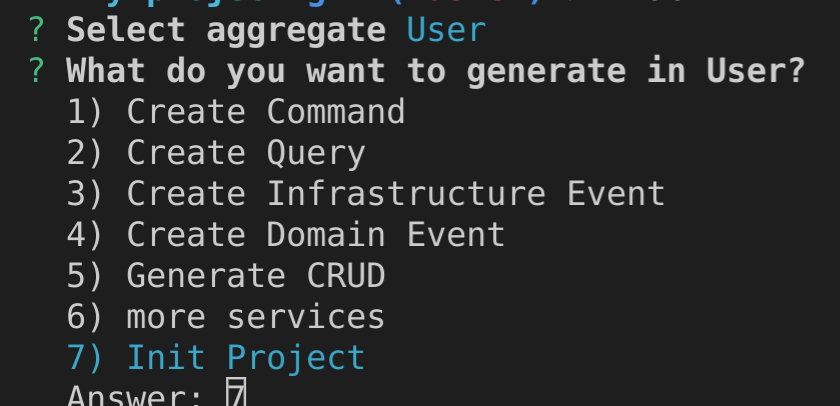 ? Select aggregate User
? What do you want to generate in User?
1) Create Command
2) Create Query
3) Create Infrastructure Event
4) Create Domain Event
5) Generate CRUD
6) more services
7) Init Project
Answer: 7